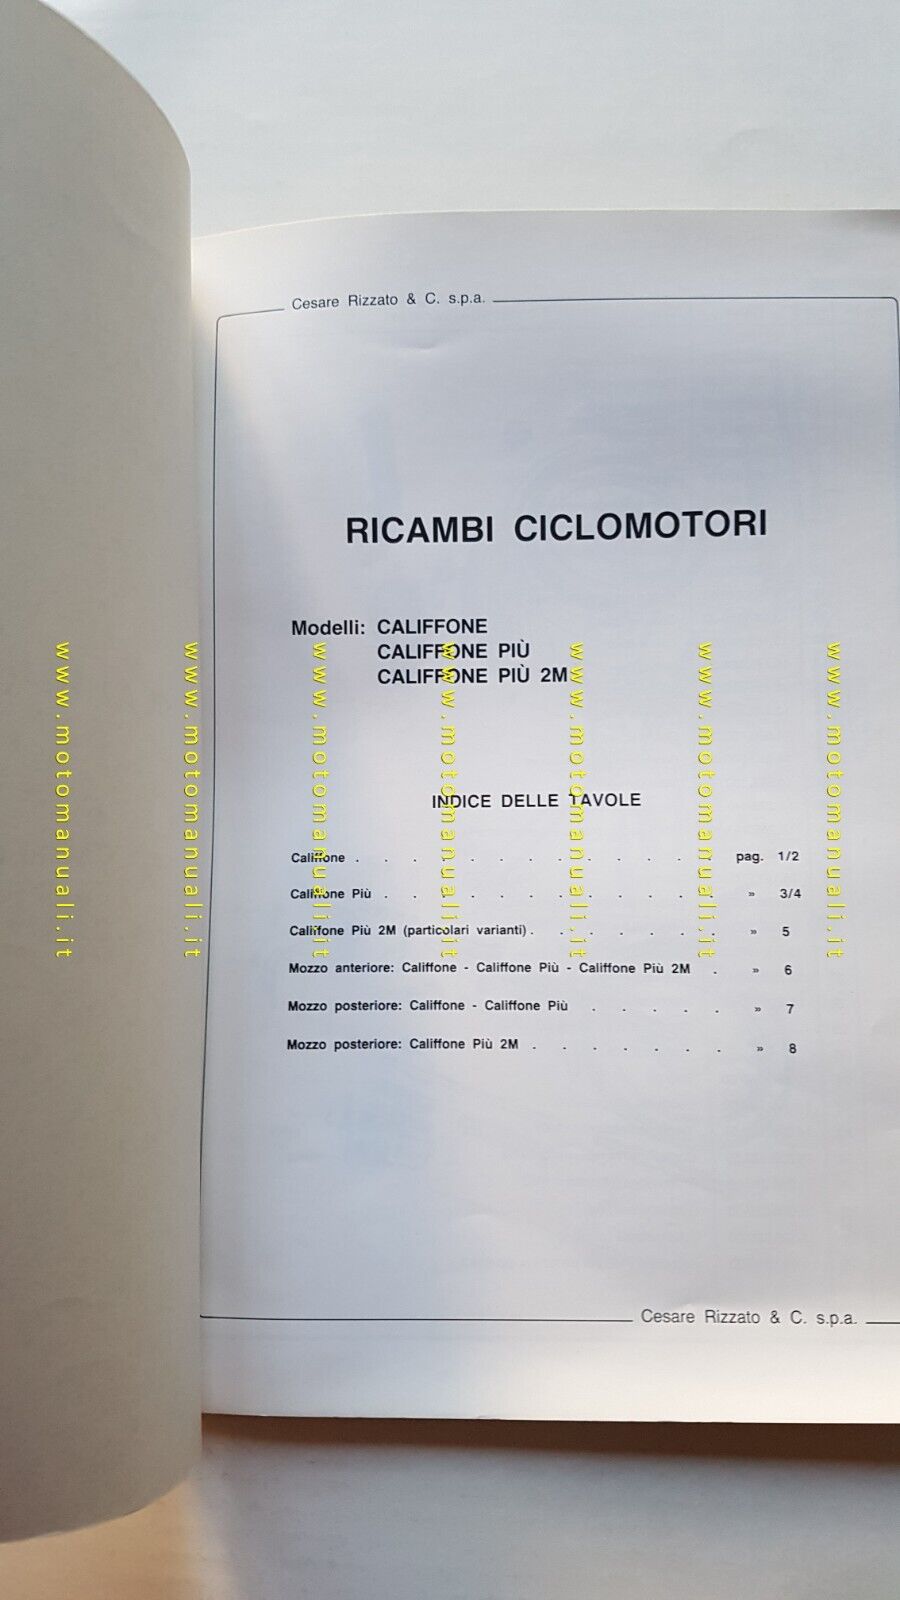 Cesare Rizzato & C. s.p.a.
RICAMBI CICLOMOTORI
Modelli: CALIFFONE
CALIFFONE PIÙ
CALIFFONE PIÙ 2M
INDICE DELLE TAVOLE
Califfone . . . . . . . . . . . . . pag. 1/2
Califfone Più . . . . . . . . . . . . » 3/4
Califfone Più 2M (particolari varianti) . . . . . . . » 5
Mozzo anteriore: Califfone - Califfone Più - Califfone Più 2M . » 6
Mozzo posteriore: Califfone - Califfone Più . . . . . » 7
Mozzo posteriore: Califfone Più 2M . . . . . . . » 8
Cesare Rizzato & C. s.p.a.
www.motomanuali.it
www.motomanuali.it
www.motomanuali.it
www.motomanuali.it
www.motomanuali.it
www.motomanuali.it
www.motomanuali.it